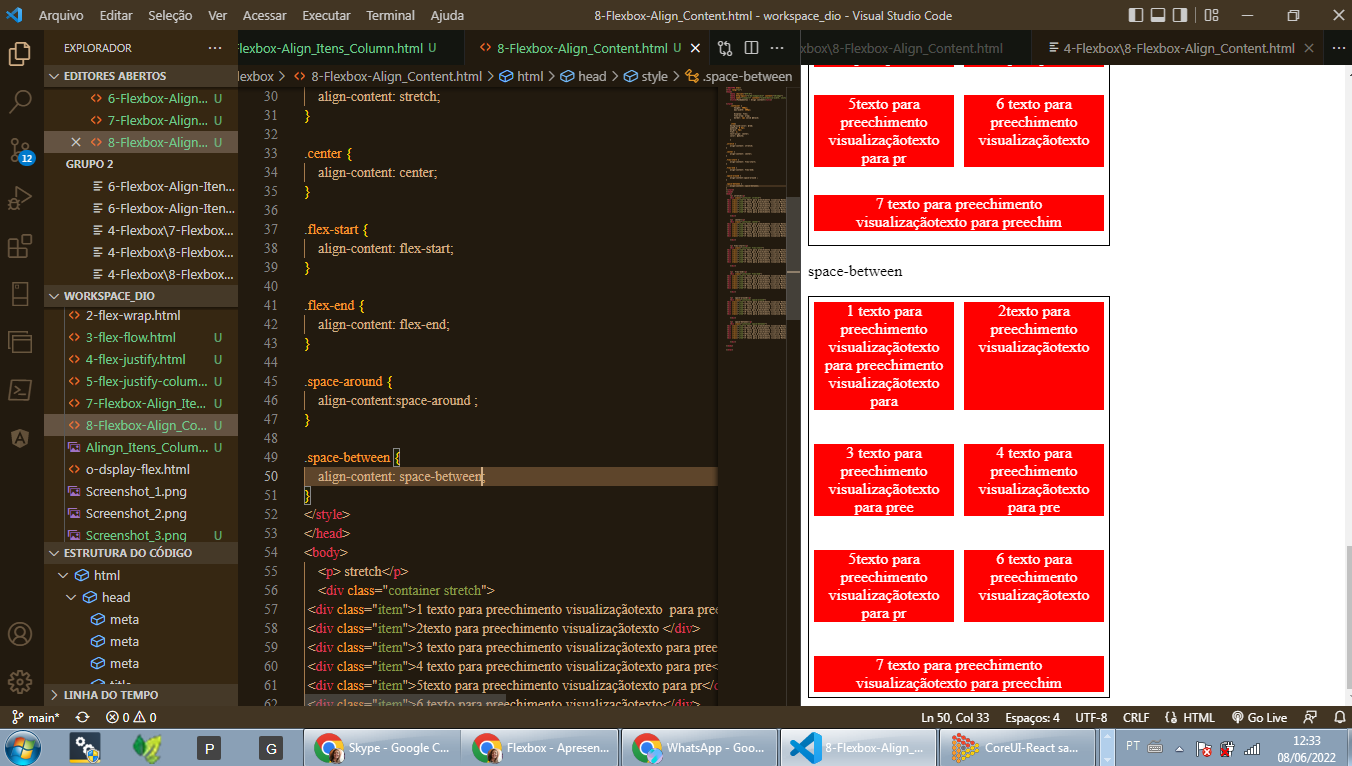 Arquivo Editar Seleção Ver Acessar Executar Terminal Ajuda
8-Flexbox-Align_Content.html - workspace_dio - Visual Studio Code
EXPLORADOR
EDITORES ABERTOS
6-Flexbox-Align... U
7-Flexbox-Align... U
8-Flexbox-Align... U
GRUPO 2
6-Flexbox-Align-Iten...
6-Flexbox-Align-Iten...
4-Flexbox\7-Flexbox...
4-Flexbox\8-Flexbox...
4-Flexbox\8-Flexbox...
WORKSPACE_DIO
2-flex-wrap.html
3-flex-flow.html U
4-flex-justify.html U
5-flex-justify-colum... U
7-Flexbox-Align_Ite... U
8-Flexbox-Align_Co... U
Alingn_Itens_Colum... U
o-dsplay-flex.html
Screenshot_1.png
Screenshot_2.png
Screenshot_3.png U
ESTRUTURA DO CÓDIGO
html
head
meta
meta
meta
title
LINHA DO TEMPO
12
Flexbox-Align_Itens_Column.html U
8-Flexbox-Align_Content.html U
lexbox > 8-Flexbox-Align_Content.html > html > head > style > .space-between
30 align-content: stretch;
31 }
32
33 .center {
34 align-content: center;
35 }
36
37 .flex-start {
38 align-content: flex-start;
39 }
40
41 .flex-end {
42 align-content: flex-end;
43 }
44
45 .space-around {
46 align-content:space-around ;
47 }
48
49 .space-between {
50 align-content: space-between;
51 }
52 </style>
53 </head>
54 <body>
55 <p> stretch</p>
56 <div class="container stretch">
57 <div class="item">1 texto para preechimento visualizaçãotexto  para pree
58 <div class="item">2texto para preechimento visualizaçãotexto </div>
59 <div class="item">3 texto para preechimento visualizaçãotexto para pree
60 <div class="item">4 texto para preechimento visualizaçãotexto para pre<
61 <div class="item">5texto para preechimento visualizaçãotexto para pr</
62 <div class="item">6 texto para preechimento visualizaçãotexto</div>
xbox\8-Flexbox-Align_Content.html
4-Flexbox\8-Flexbox-Align_Content.html
5texto para
preechimento
visualizaçãotexto
para pr
6 texto para
preechimento
visualizaçãotexto
7 texto para preechimento
visualizaçãotexto para preechim
space-between
1 texto para
preechimento
visualizaçãotexto
para preechimento
visualizaçãotexto
para
2texto para
preechimento
visualizaçãotexto
3 texto para
preechimento
visualizaçãotexto
para pree
4 texto para
preechimento
visualizaçãotexto
para pre
5texto para
preechimento
visualizaçãotexto
para pr
6 texto para
preechimento
visualizaçãotexto
7 texto para preechimento
visualizaçãotexto para preechim
main* 0 0
Ln 50, Col 33 Espaços: 4 UTF-8 CRLF HTML Go Live
P
G
Skype - Google C...
Flexbox - Apresen...
WhatsApp - Goo...
8-Flexbox-Align_...
CoreUI-React sa...
PT
12:33
08/06/2022